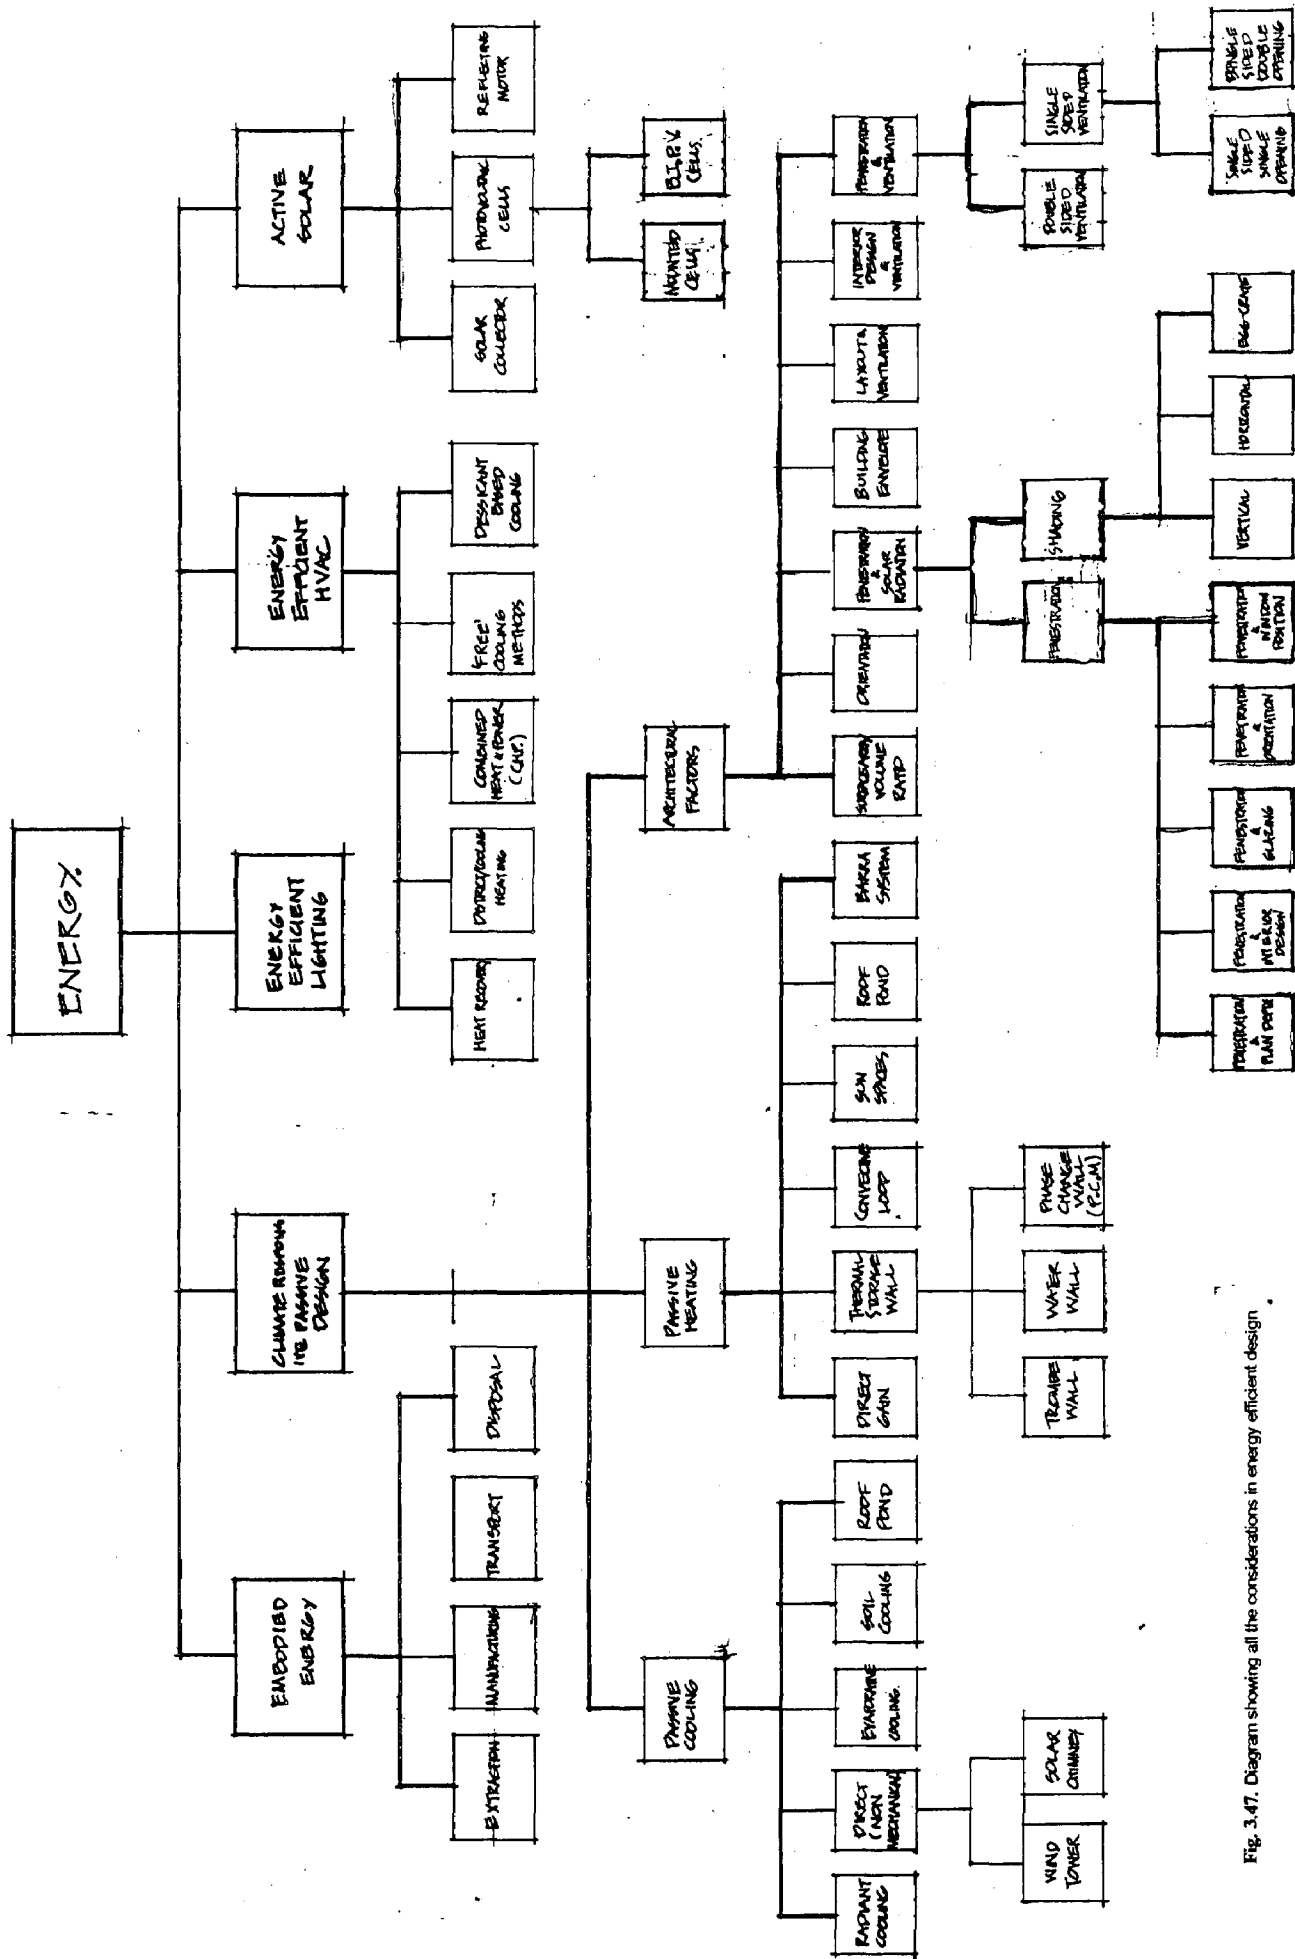 ENERGY
EMBODIED
ENERGY
CLIMATE RESPONS
IVE PASSIVE
DESIGN
ENERGY
EFFICIENT
LIGHTING
ENERGY
EFFICIENT
HVAC
ACTIVE
SOLAR
EXTRACTION
MANUFACTURING
TRANSPORT
DISPOSAL
HEAT RECOVERY
DISTRICT/COOLING
HEATING
COMBINED
HEAT & POWER
(C.H.P.)
'FREE'
COOLING
METHODS
DESSICANT
BASED
COOLING
SOLAR
COLLECTOR
PHOTOVOLTAIC
CELLS
REFLECTING
MOTOR
PASSIVE
COOLING
PASSIVE
HEATING
ARCHITECTURAL
FACTORS
MOUNTED
CELLS
B.I.P.V.
CELLS.
RADIANT
COOLING
DIRECT
(NON
MECHANICAL)
EVAPORATIVE
COOLING.
SOIL
COOLING
ROOF
POND
DIRECT
GAIN
THERMAL
STORAGE
WALL
CONVECTIVE
LOOP
SUN
SPACES
ROOF
POND
BARRA
SYSTEM
SURFACE AREA/
VOLUME
RATIO
ORIENTATION
FENESTRATION
&
SOLAR
RADIATION
BUILDING
ENVELOPE
LAYOUT &
VENTILATION
INTERIOR
DESIGN
&
VENTILATION
FENESTRATION
&
VENTILATION
WIND
TOWER
SOLAR
CHIMNEY
TROMBE
WALL
WATER
WALL
PHASE
CHANGE
WALL
(P.C.M)
FENESTRATION
SHADING
DOUBLE
SIDED
VENTILATION
SINGLE
SIDED
VENTILATION
FENESTRATION
&
PLAN DEPTH
FENESTRATION
&
INTERIOR
DESIGN
FENESTRATION
&
GLAZING
FENESTRATION
&
ORIENTATION
FENESTRATION
&
WINDOW
POSITION
VERTICAL
HORIZONTAL
EGG-CRATE
SINGLE
SIDED
SINGLE
OPENING
SINGLE
SIDED
DOUBLE
OPENING
Fig. 3.47. Diagram showing all the considerations in energy efficient design